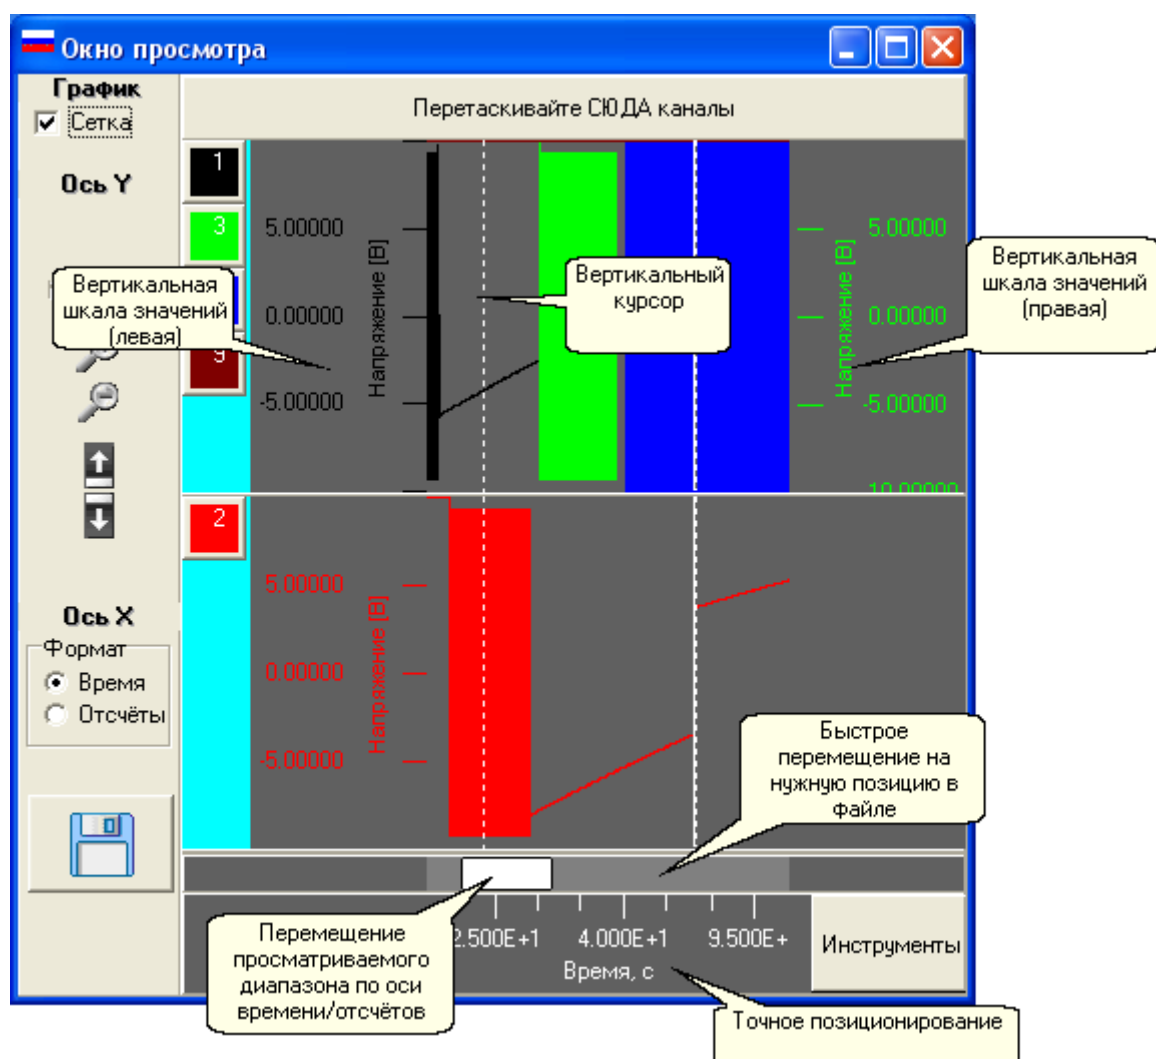 Окно просмотра
График
Сетка
Перетаскивайте СЮДА каналы
Ось Y
1
3
9
5.00000
0.00000
-5.00000
Напряжение [В]
Вертикальная
шкала значений
(левая)
Вертикальный
курсор
5.00000
0.00000
-5.00000
10.00000
Напряжение [В]
Вертикальная
шкала значений
(правая)
2
5.00000
0.00000
-5.00000
Напряжение [В]
Ось X
Формат
Время
Отсчёты
Быстрое
перемещение на
нужную позицию в
файле
Перемещение
просматриваемого
диапазона по оси
времени/отсчётов
2.500E+1
4.000E+1
9.500E+
Время, с
Инструменты
Точное позиционирование